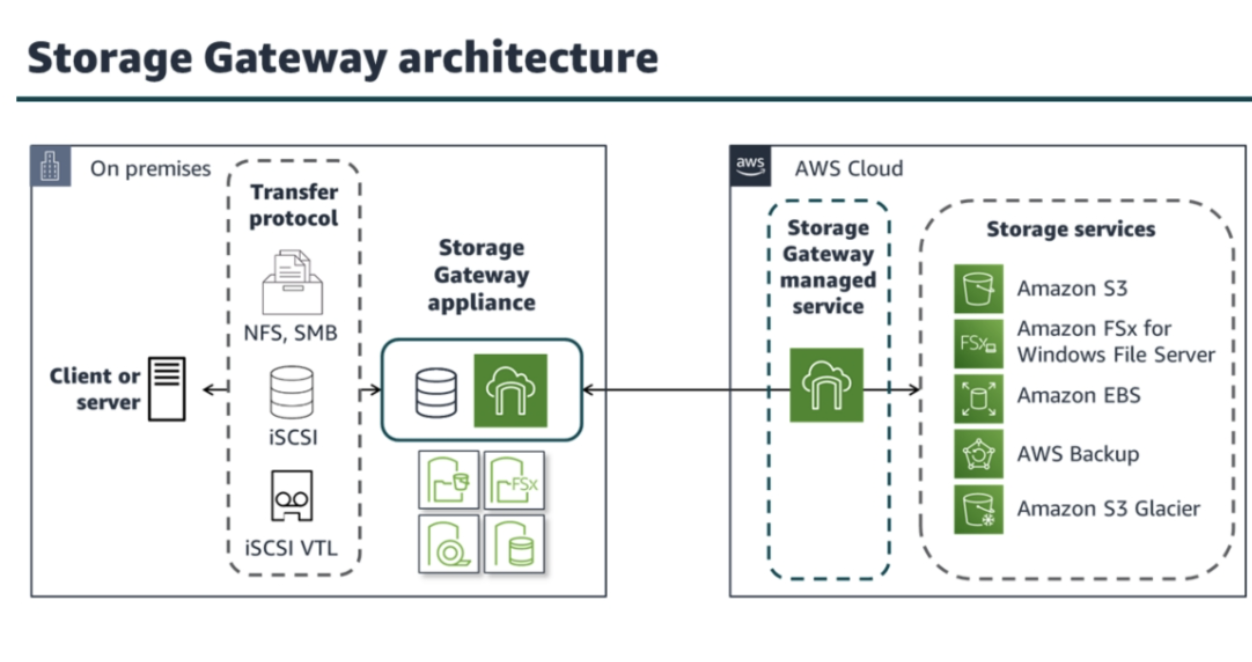 Storage Gateway architecture
On premises
Transfer
protocol
NFS, SMB
iSCSI
iSCSI VTL
Client or
server
Storage
Gateway
appliance
FSx
aws
AWS Cloud
Storage
Gateway
managed
service
Storage services
Amazon S3
FSx
Amazon FSx for
Windows File Server
Amazon EBS
AWS Backup
Amazon S3 Glacier